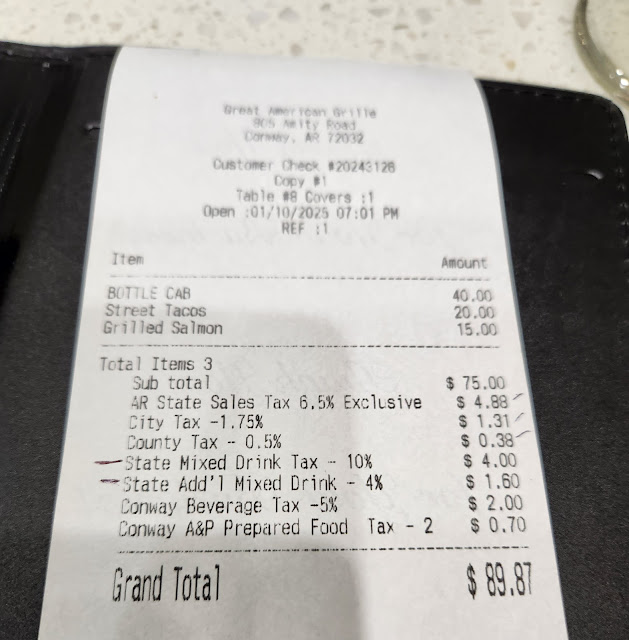 Great American Grille
905 Amity Road
Conway, AR 72032
Customer Check #20243126
Copy #1
Table #8 Covers :1
Open :01/10/2025 07:01 PM
REF :1
Item Amount
BOTTLE CAB 40.00
Street Tacos 20.00
Grilled Salmon 15.00
Total Items 3
Sub total $ 75.00
AR State Sales Tax 6.5% Exclusive $ 4.88
City Tax -1.75% $ 1.31
County Tax - 0.5% $ 0.38
State Mixed Drink Tax - 10% $ 4.00
State Add'l Mixed Drink - 4% $ 1.60
Conway Beverage Tax -5% $ 2.00
Conway A&P Prepared Food Tax - 2 $ 0.70
Grand Total $ 89.87